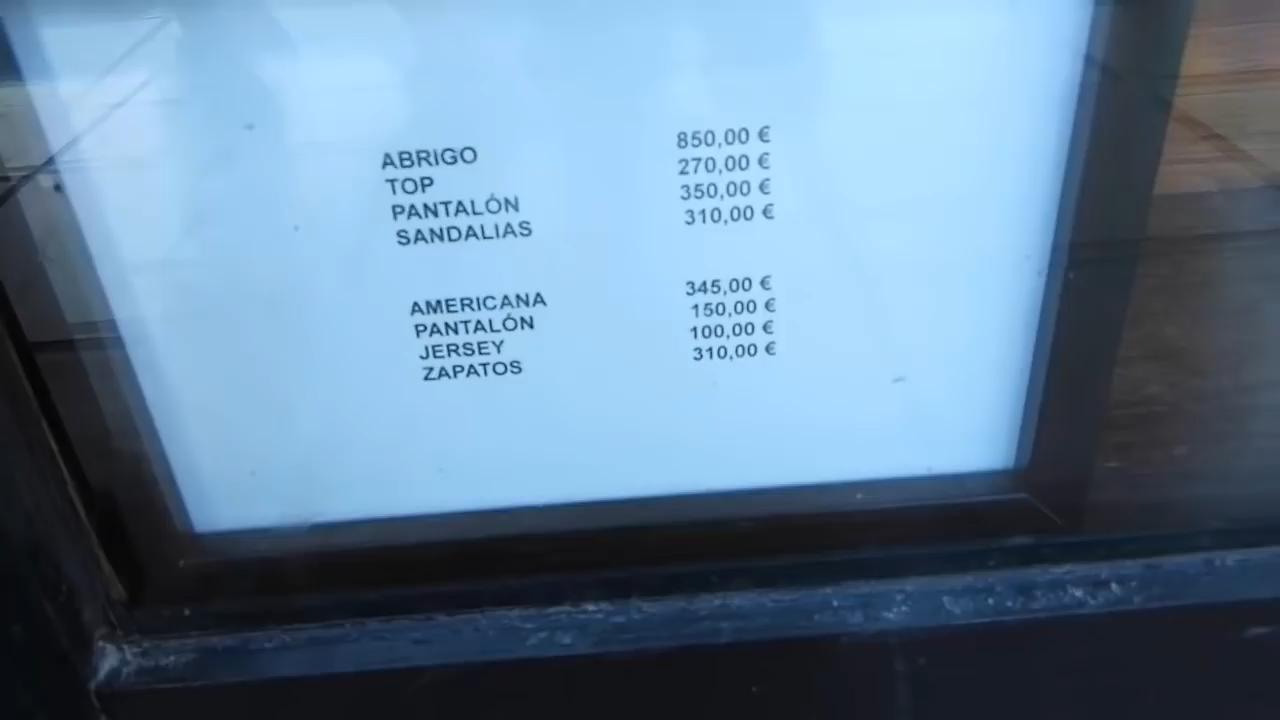 ABRIGO 850,00 €
TOP 270,00 €
PANTALÓN 350,00 €
SANDALIAS 310,00 €
AMERICANA 345,00 €
PANTALÓN 150,00 €
JERSEY 100,00 €
ZAPATOS 310,00 €